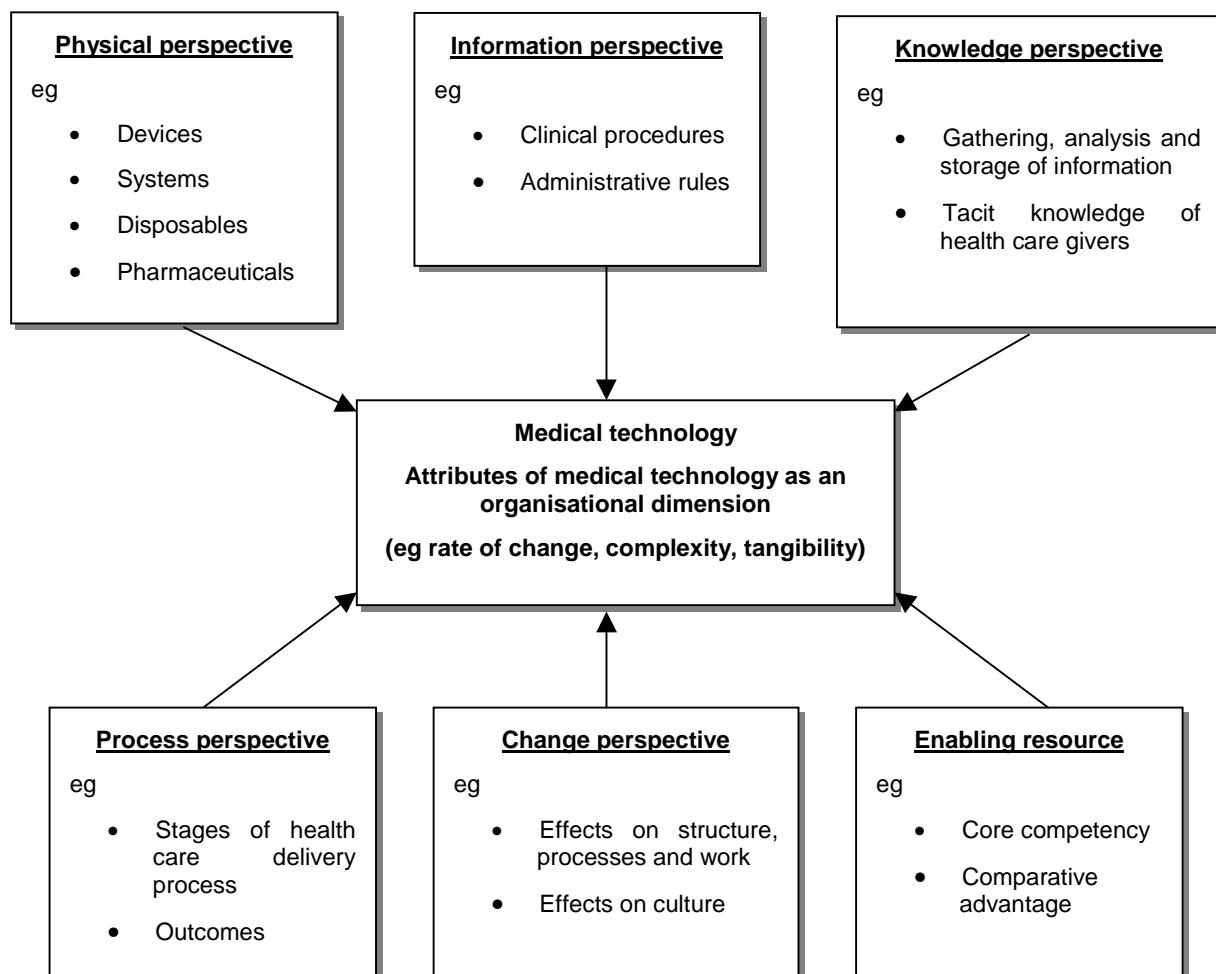 Physical perspective
eg
• Devices
• Systems
• Disposables
• Pharmaceuticals
Information perspective
eg
• Clinical procedures
• Administrative rules
Knowledge perspective
eg
• Gathering, analysis and
storage of information
• Tacit knowledge of
health care givers
Medical technology
Attributes of medical technology as an
organisational dimension
(eg rate of change, complexity, tangibility)
Process perspective
eg
• Stages of health
care delivery
process
• Outcomes
Change perspective
eg
• Effects on structure,
processes and work
• Effects on culture
Enabling resource
eg
• Core competency
• Comparative
advantage